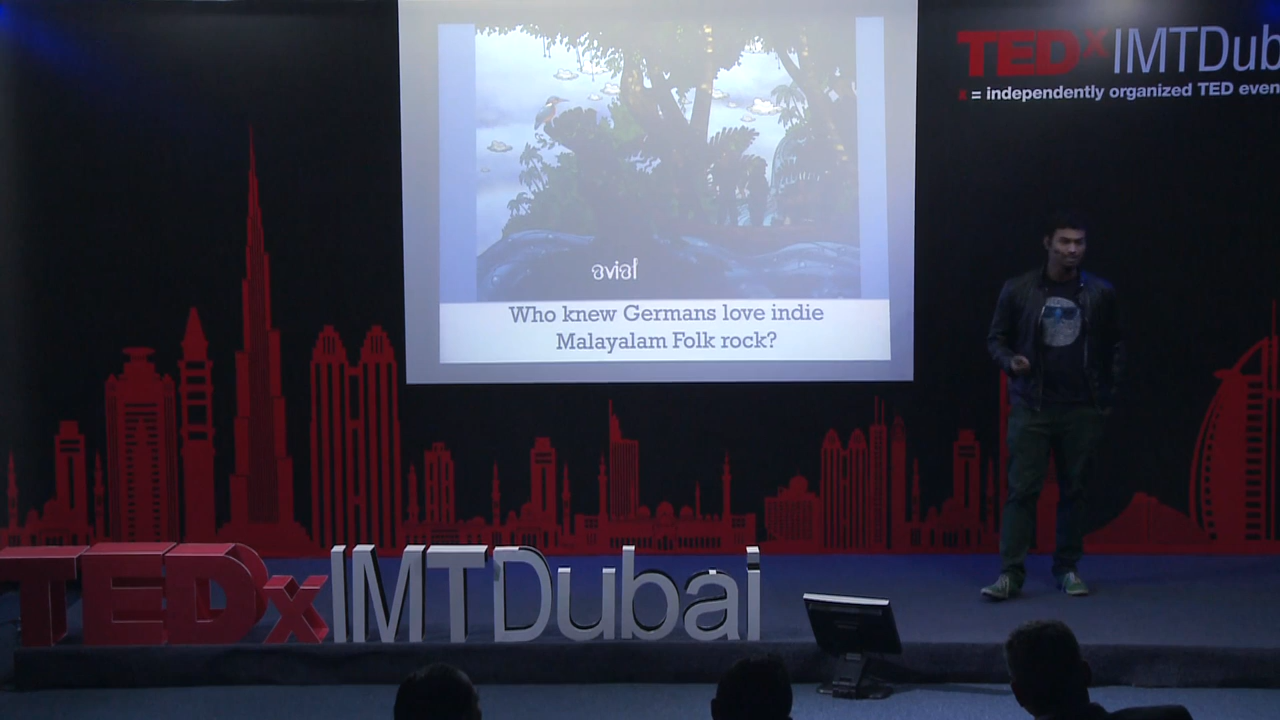 TEDxIMTDub
x = independently organized TED even
avial
Who knew Germans love indie
Malayalam Folk rock?
TEDxIMTDubai